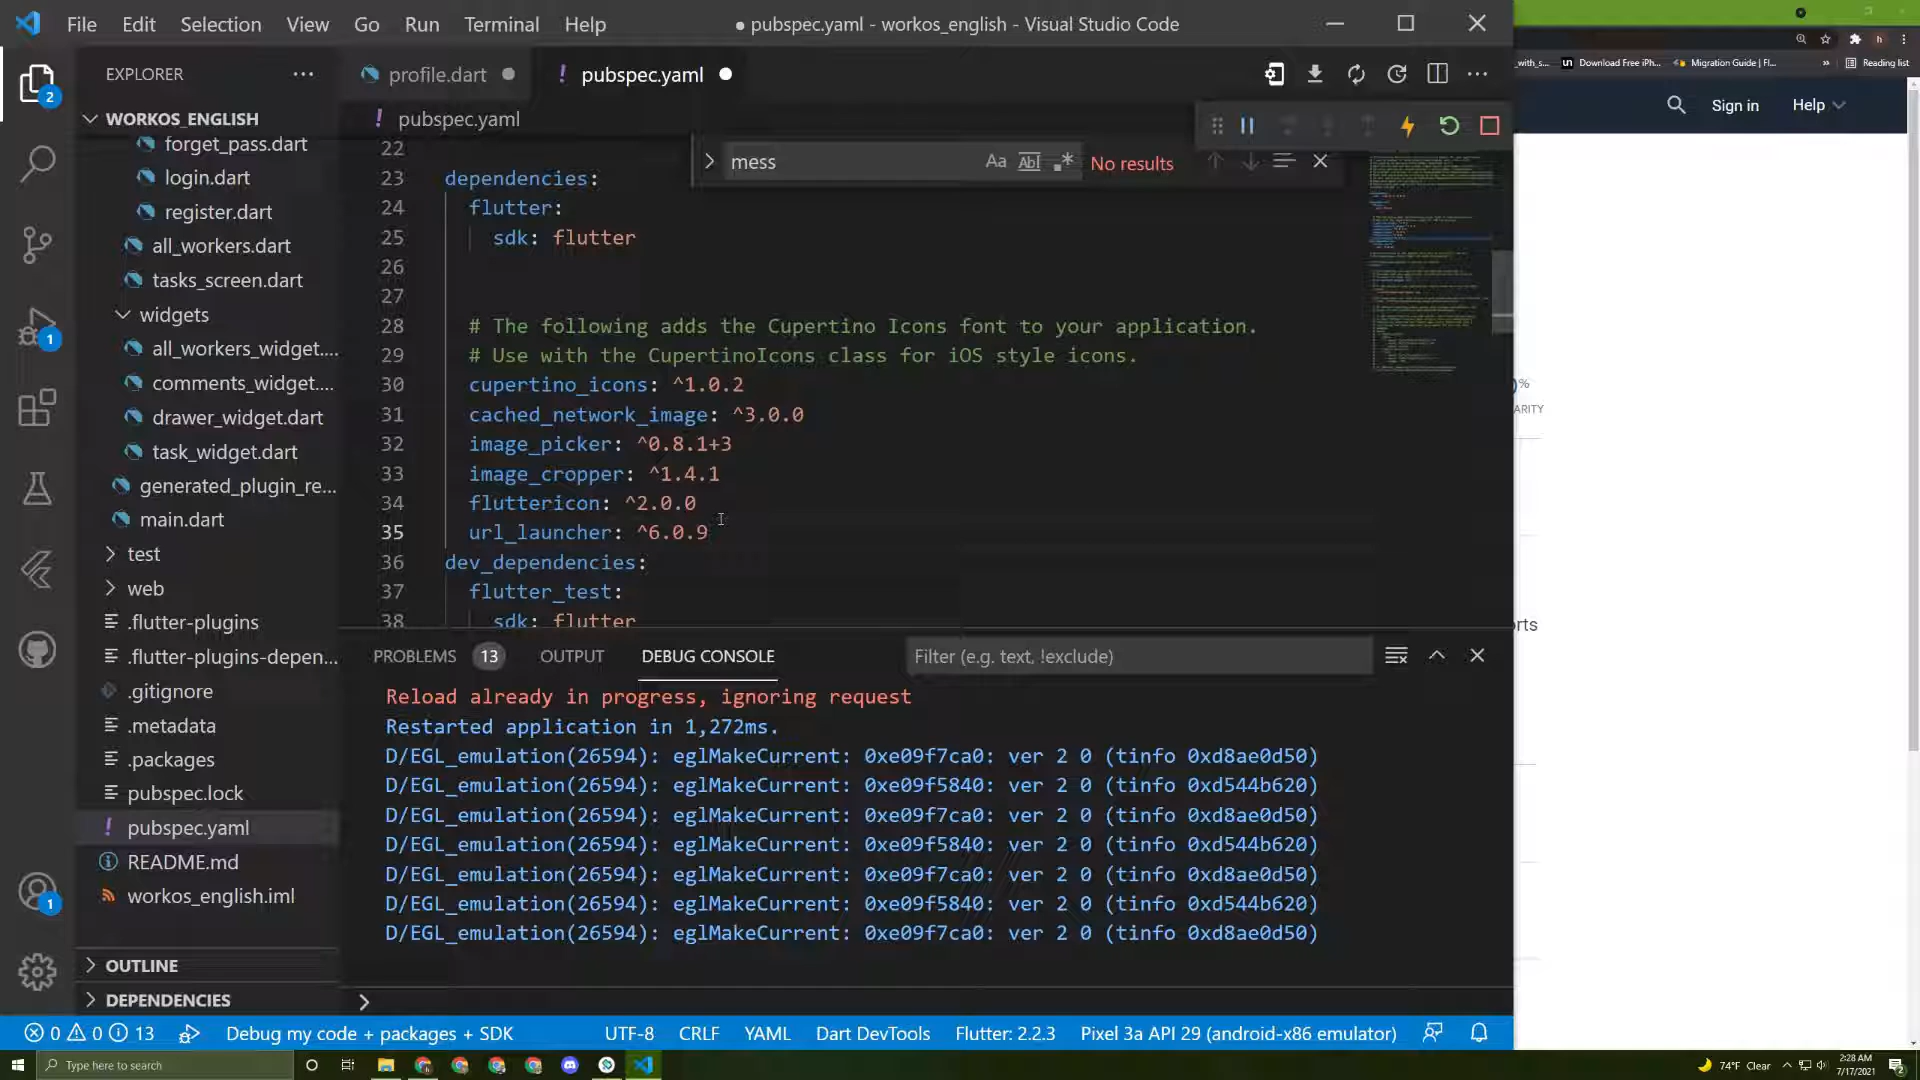 File Edit Selection View Go Run Terminal Help
● pubspec.yaml - workos_english - Visual Studio Code
EXPLORER
2
WORKOS_ENGLISH
forget_pass.dart
login.dart
register.dart
all_workers.dart
tasks_screen.dart
widgets
all_workers_widget....
comments_widget....
drawer_widget.dart
task_widget.dart
generated_plugin_re...
main.dart
test
web
.flutter-plugins
.flutter-plugins-depen...
.gitignore
.metadata
.packages
pubspec.lock
! pubspec.yaml
README.md
workos_english.iml
OUTLINE
DEPENDENCIES
1
1
profile.dart
! pubspec.yaml
! pubspec.yaml
mess
Aa Abl .* No results
22
23 dependencies:
24 flutter:
25 sdk: flutter
26
27
28 # The following adds the Cupertino Icons font to your application.
29 # Use with the CupertinoIcons class for iOS style icons.
30 cupertino_icons: ^1.0.2
31 cached_network_image: ^3.0.0
32 image_picker: ^0.8.1+3
33 image_cropper: ^1.4.1
34 fluttericon: ^2.0.0
35 url_launcher: ^6.0.9
36 dev_dependencies:
37 flutter_test:
38 sdk: flutter
PROBLEMS 13 OUTPUT DEBUG CONSOLE
Filter (e.g. text, !exclude)
Reload already in progress, ignoring request
Restarted application in 1,272ms.
D/EGL_emulation(26594): eglMakeCurrent: 0xe09f7ca0: ver 2 0 (tinfo 0xd8ae0d50)
D/EGL_emulation(26594): eglMakeCurrent: 0xe09f5840: ver 2 0 (tinfo 0xd544b620)
D/EGL_emulation(26594): eglMakeCurrent: 0xe09f7ca0: ver 2 0 (tinfo 0xd8ae0d50)
D/EGL_emulation(26594): eglMakeCurrent: 0xe09f5840: ver 2 0 (tinfo 0xd544b620)
D/EGL_emulation(26594): eglMakeCurrent: 0xe09f7ca0: ver 2 0 (tinfo 0xd8ae0d50)
D/EGL_emulation(26594): eglMakeCurrent: 0xe09f5840: ver 2 0 (tinfo 0xd544b620)
D/EGL_emulation(26594): eglMakeCurrent: 0xe09f7ca0: ver 2 0 (tinfo 0xd8ae0d50)
0 0 13 Debug my code + packages + SDK UTF-8 CRLF YAML Dart DevTools Flutter: 2.2.3 Pixel 3a API 29 (android-x86 emulator)
_with_s... un Download Free iPh... Migration Guide | Fl... » Reading list
h
Sign in Help
%
ARITY
orts
Type here to search
74°F Clear
2:28 AM
7/17/2021
2